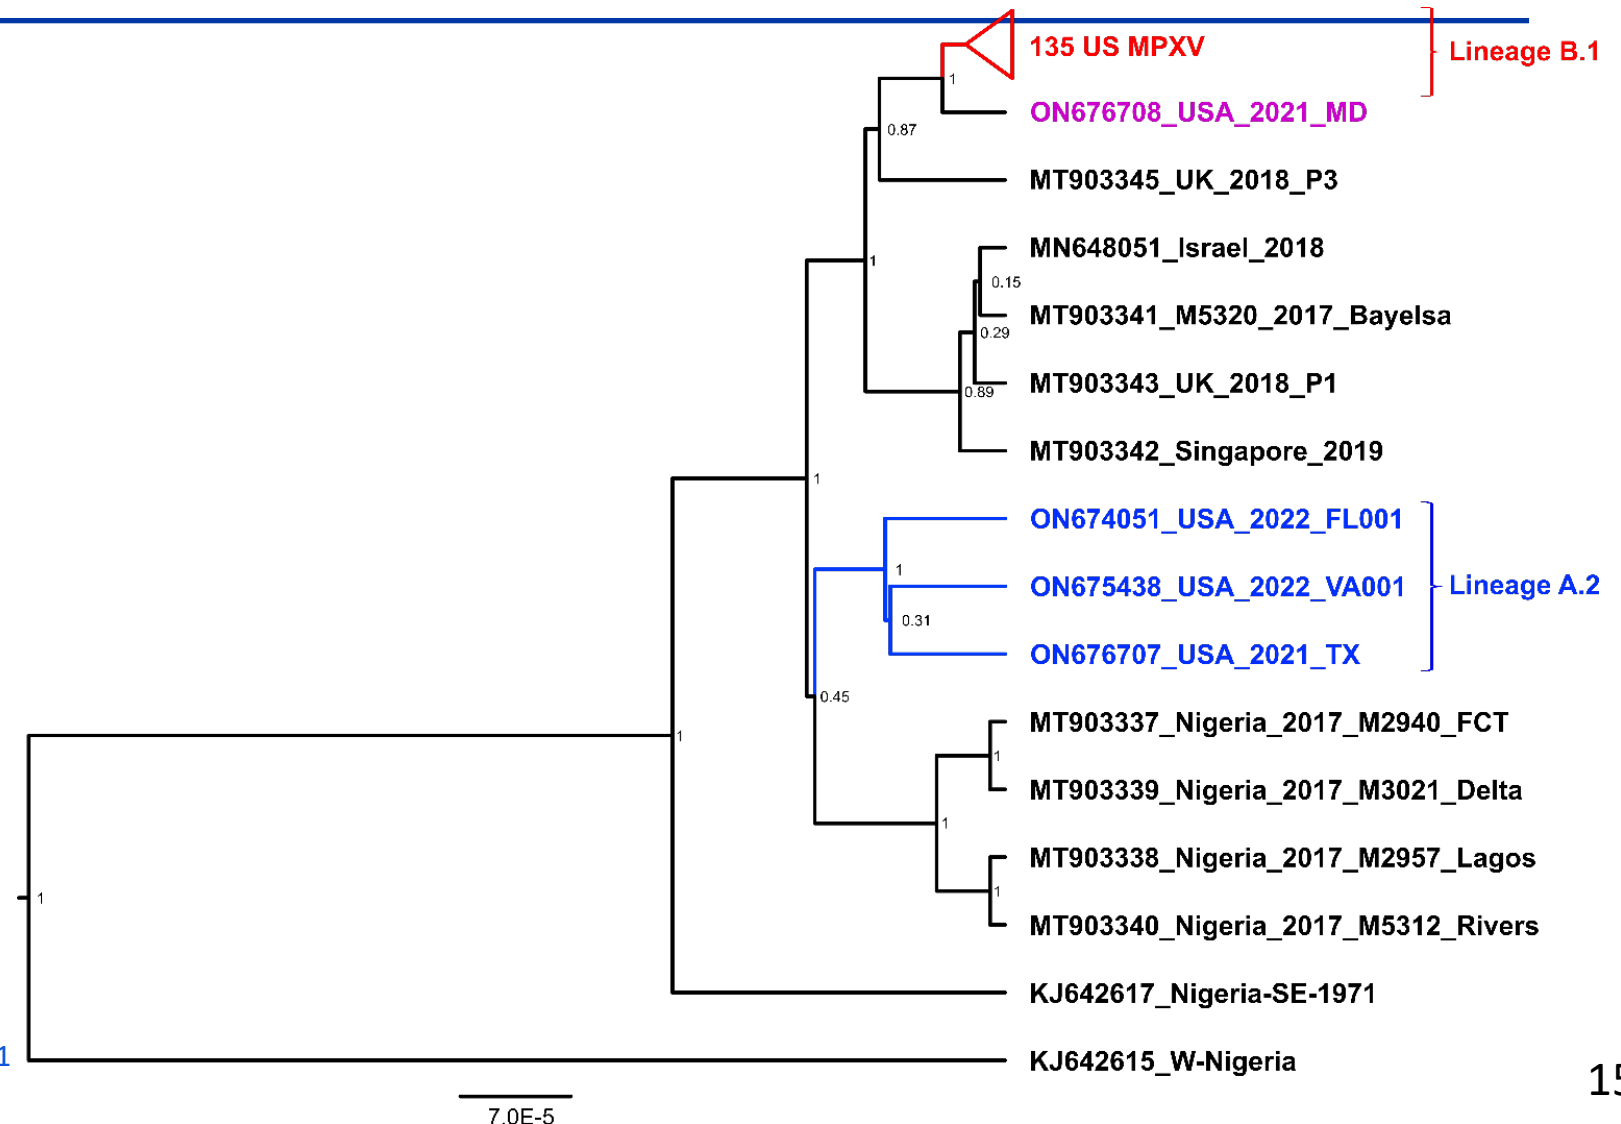 135 US MPXV
Lineage B.1
1
ON676708_USA_2021_MD
0.87
MT903345_UK_2018_P3
MN648051_Israel_2018
1
0.15
MT903341_M5320_2017_Bayelsa
0.29
MT903343_UK_2018_P1
0.89
MT903342_Singapore_2019
1
ON674051_USA_2022_FL001
1
ON675438_USA_2022_VA001
Lineage A.2
0.31
ON676707_USA_2021_TX
0.45
MT903337_Nigeria_2017_M2940_FCT
1
1
MT903339_Nigeria_2017_M3021_Delta
1
MT903338_Nigeria_2017_M2957_Lagos
1
1
MT903340_Nigeria_2017_M5312_Rivers
KJ642617_Nigeria-SE-1971
1
KJ642615_W-Nigeria
15
7.0E-5